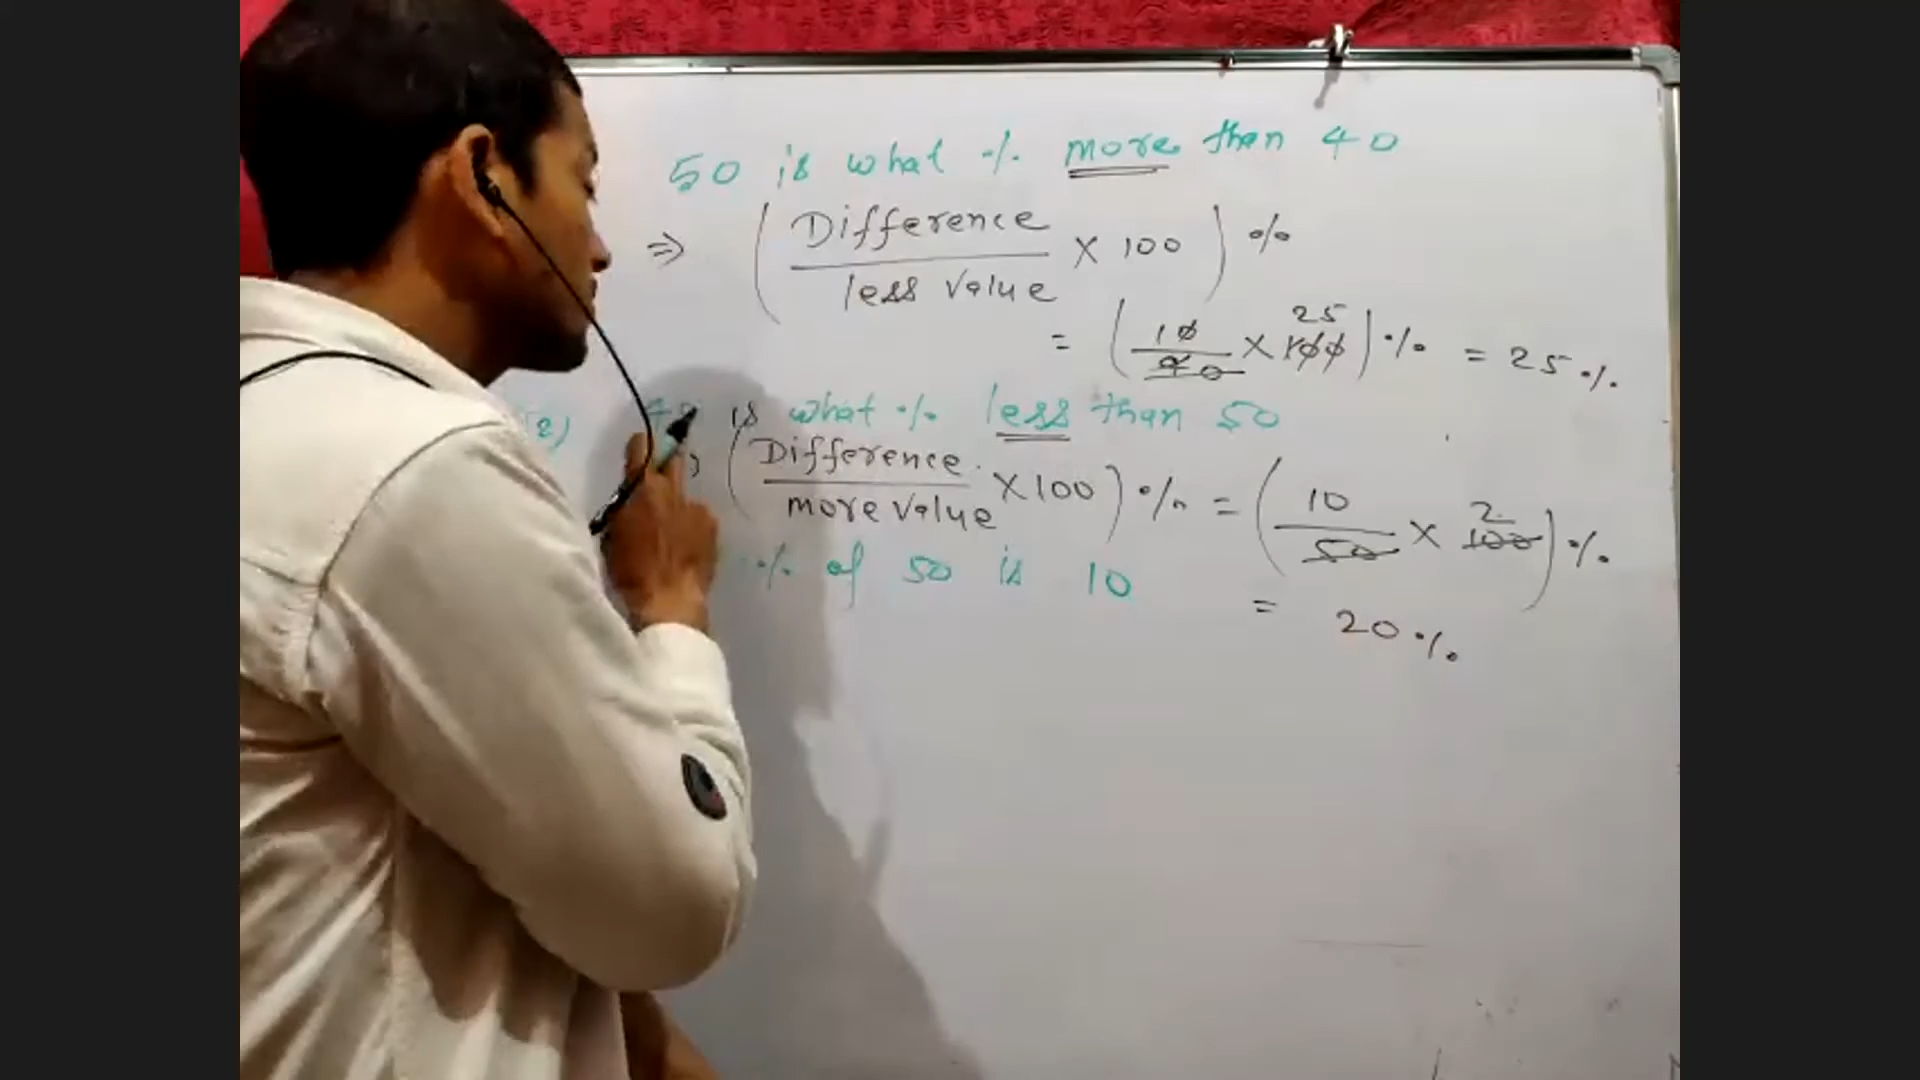 50 is what % more than 40
⇒ ( Difference / less value × 100 ) %
= ( 10 / 40 × 100 25 ) % = 25 %
(2) 40 is what % less than 50
( Difference / more value × 100 ) % = ( 10 / 50 × 100 2 ) %
% of 50 is 10
= 20 %